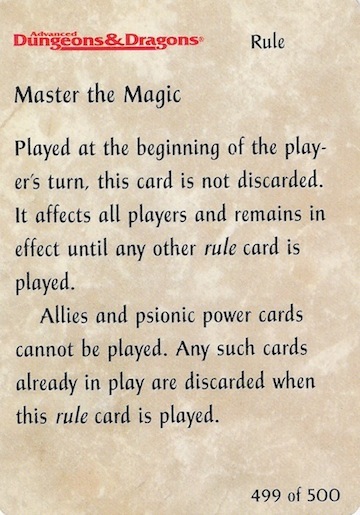 Advanced
Dungeons&Dragons® Rule
Master the Magic
Played at the beginning of the play-
er's turn, this card is not discarded.
It affects all players and remains in
effect until any other rule card is
played.
Allies and psionic power cards
cannot be played. Any such cards
already in play are discarded when
this rule card is played.
499 of 500